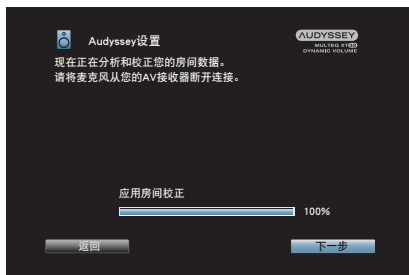 Audyssey设置
AUDYSSEY
MULTEQ XT32
DYNAMIC VOLUME
现在正在分析和校正您的房间数据。
请将麦克风从您的AV接收器断开连接。
应用房间校正
100%
返回
下一步